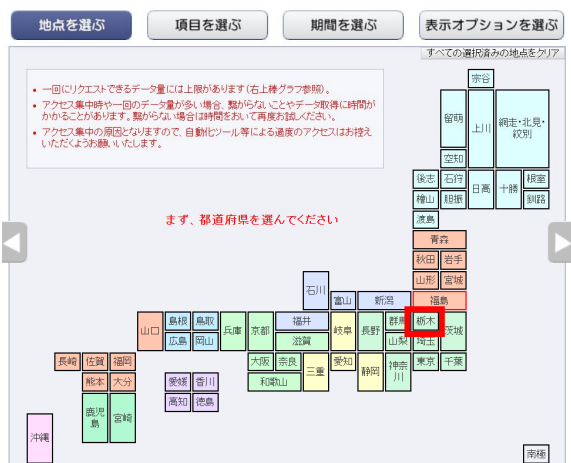 地点を選ぶ
項目を選ぶ
期間を選ぶ
表示オプションを選ぶ
すべての選択済みの地点をクリア
・一回にリクエストできるデータ量には上限があります(右上棒グラフ参照)。
・アクセス集中時や一回のデータ量が多い場合、繋がらないことやデータ取得に時間が
かかることがあります。繋がらない場合は時間をおいて再度お試しください。
・アクセス集中の原因となりますので、自動化ツール等による過度のアクセスはお控え
いただくようお願いいたします。
まず、都道府県を選んでください
宗谷
留萌
上川
網走・北見・
紋別
空知
後志
石狩
日高
十勝
根室
檜山
胆振
釧路
渡島
青森
秋田
岩手
山形
宮城
石川
富山
新潟
福島
山口
島根
鳥取
兵庫
京都
福井
岐阜
長野
群馬
栃木
茨城
広島
岡山
滋賀
山梨
埼玉
長崎
佐賀
福岡
大阪
奈良
三重
愛知
静岡
神奈
川
東京
千葉
熊本
大分
愛媛
香川
和歌山
鹿児
島
宮崎
高知
徳島
沖縄
南極